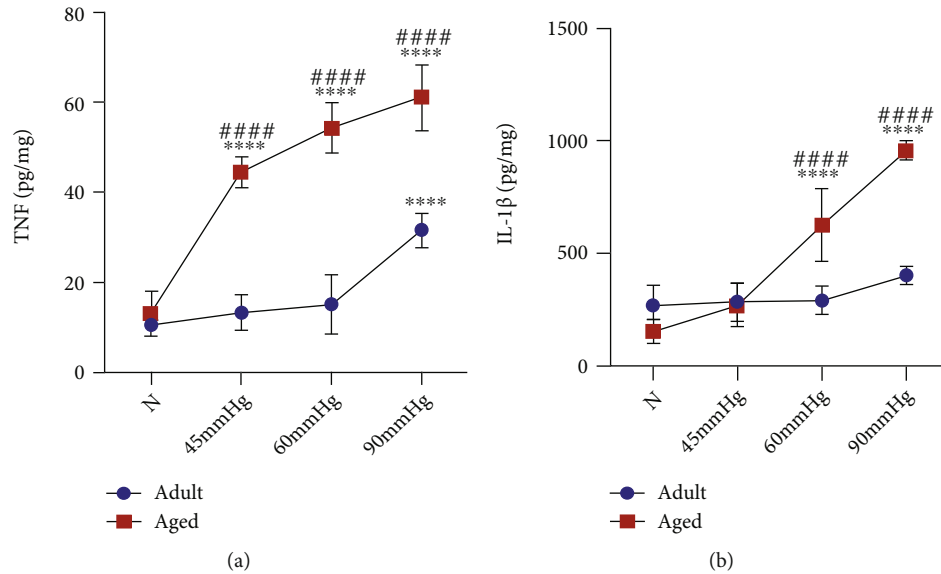 80
60
40
20
0
TNF (pg/mg)
####
****
####
****
####
****
****
N
45mmHg
60mmHg
90mmHg
Adult
Aged
(a)
1500
1000
500
0
IL-1β (pg/mg)
####
****
####
****
N
45mmHg
60mmHg
90mmHg
Adult
Aged
(b)